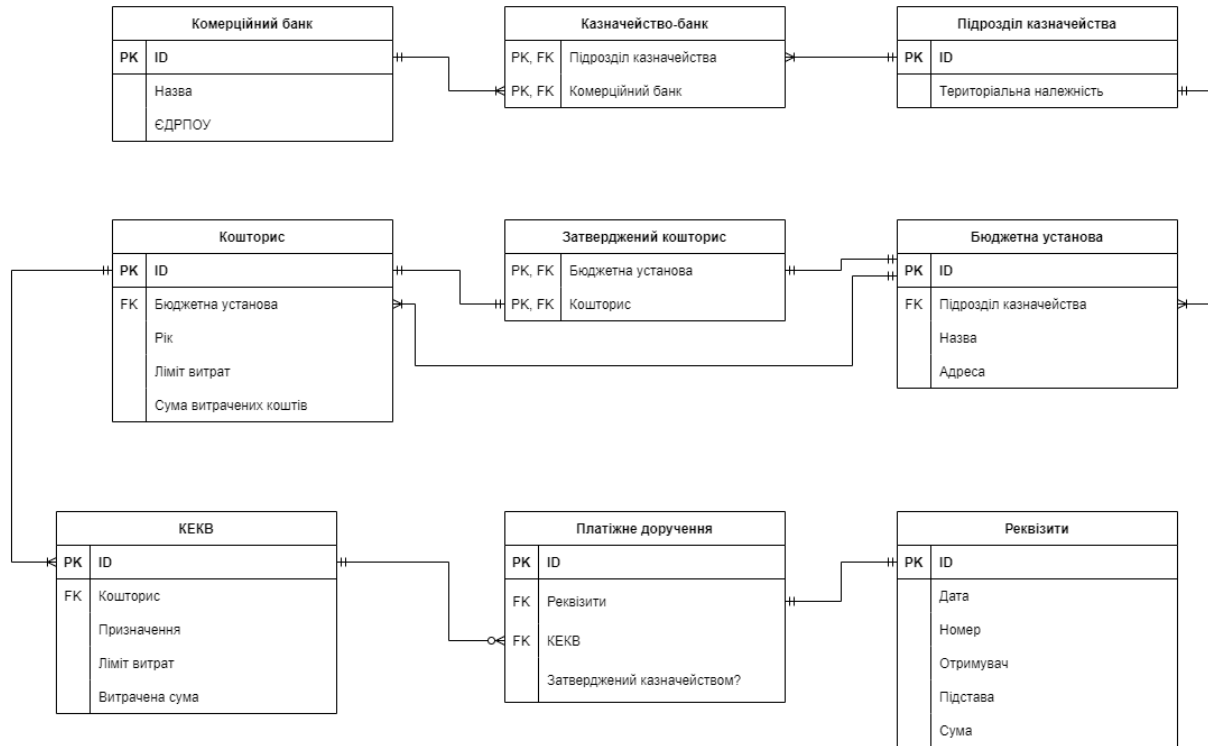 Комерційний банк
PK ID
Назва
ЄДРПОУ
Казначейство-банк
PK, FK Підрозділ казначейства
PK, FK Комерційний банк
Підрозділ казначейства
PK ID
Територіальна належність
Кошторис
PK ID
FK Бюджетна установа
Рік
Ліміт витрат
Сума витрачених коштів
Затверджений кошторис
PK, FK Бюджетна установа
PK, FK Кошторис
Бюджетна установа
PK ID
FK Підрозділ казначейства
Назва
Адреса
КЕКВ
PK ID
FK Кошторис
Призначення
Ліміт витрат
Витрачена сума
Платіжне доручення
PK ID
FK Реквізити
FK КЕКВ
Затверджений казначейством?
Реквізити
PK ID
Дата
Номер
Отримувач
Підстава
Сума